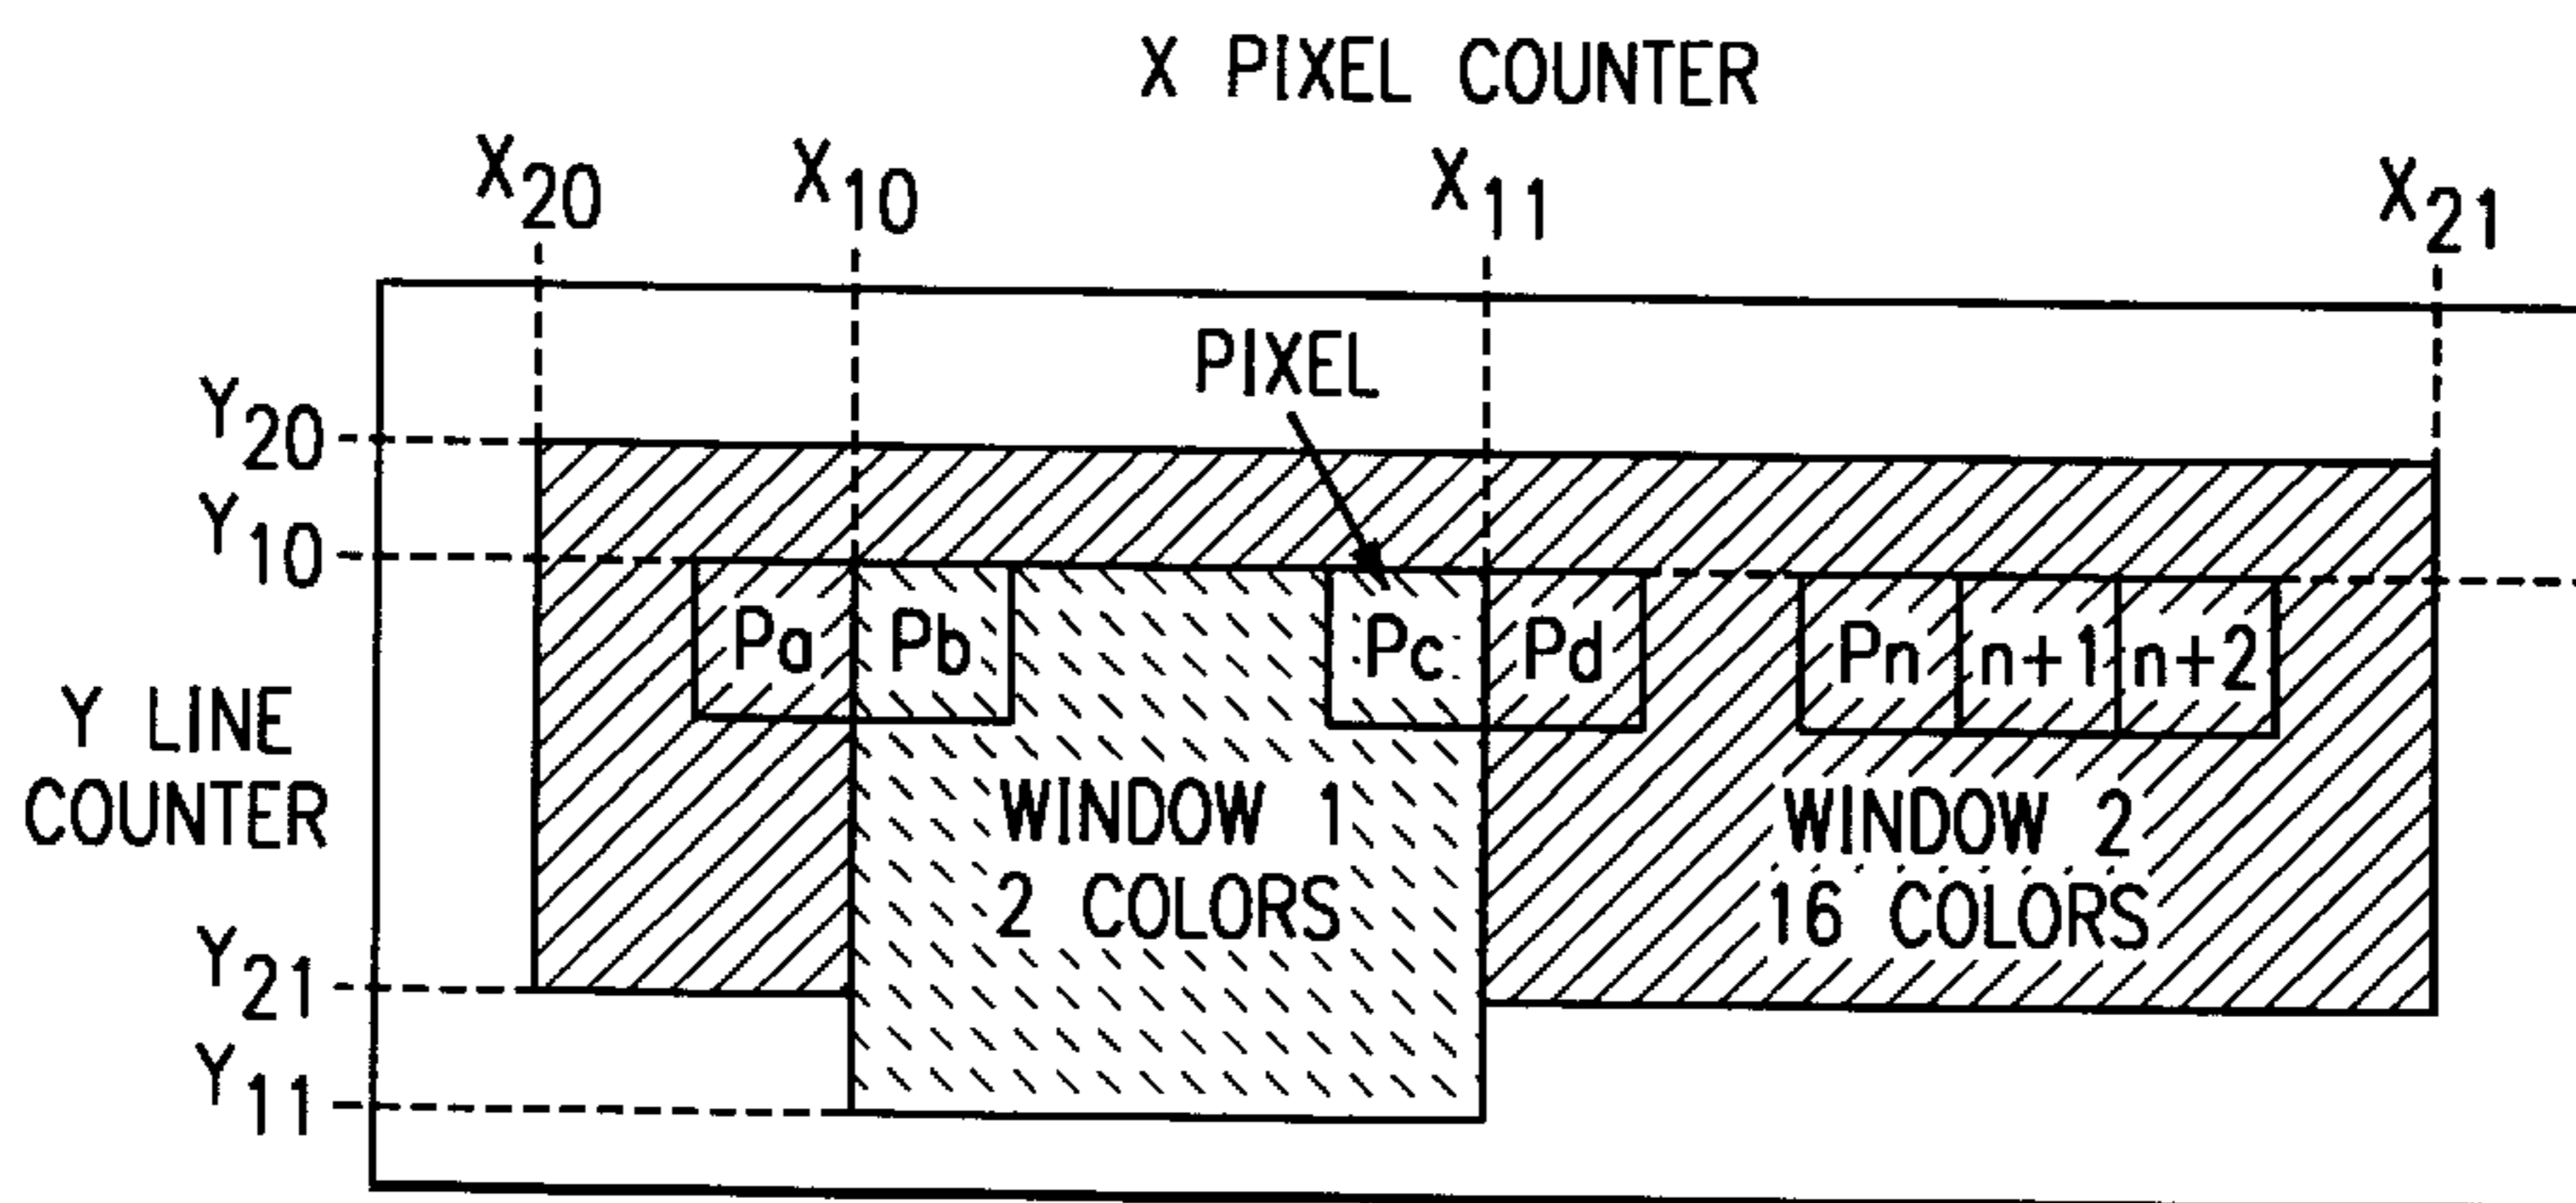 X PIXEL COUNTER
X20 X10 X11 X21
PIXEL
Y20
Y10
Pa Pb Pc Pd Pn n+1 n+2
Y LINE
COUNTER
WINDOW 1
2 COLORS
WINDOW 2
16 COLORS
Y21
Y11